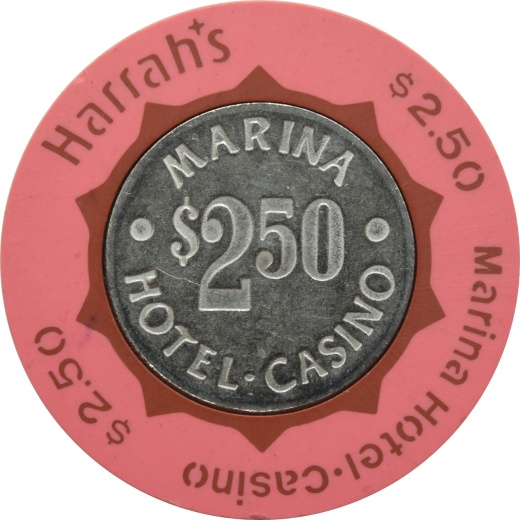 Harrah's
$2.50
Marina Hotel·Casino
$2.50
MARINA
$250
HOTEL·CASINO